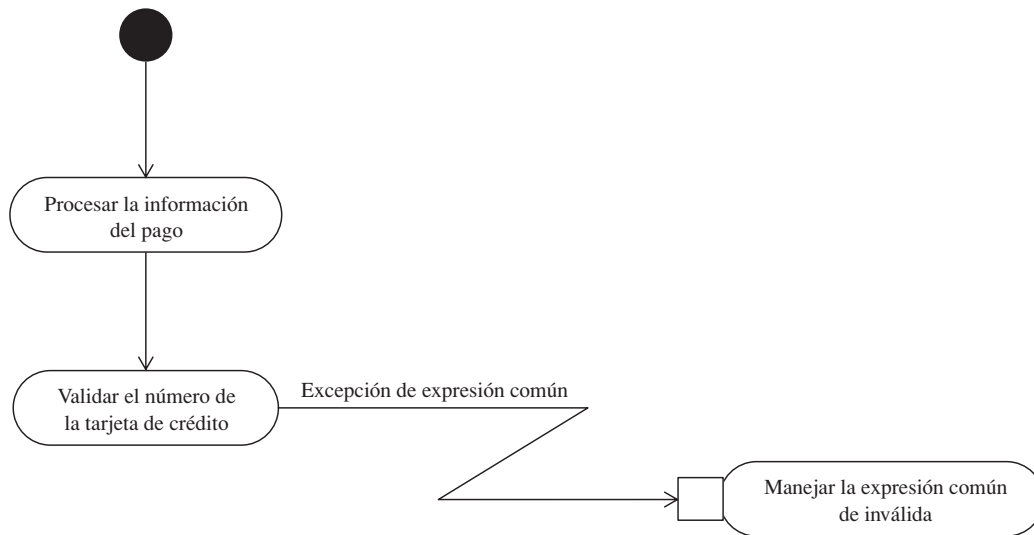 Procesar la información
del pago
Validar el número de
la tarjeta de crédito
Excepción de expresión común
Manejar la expresión común
de inválida